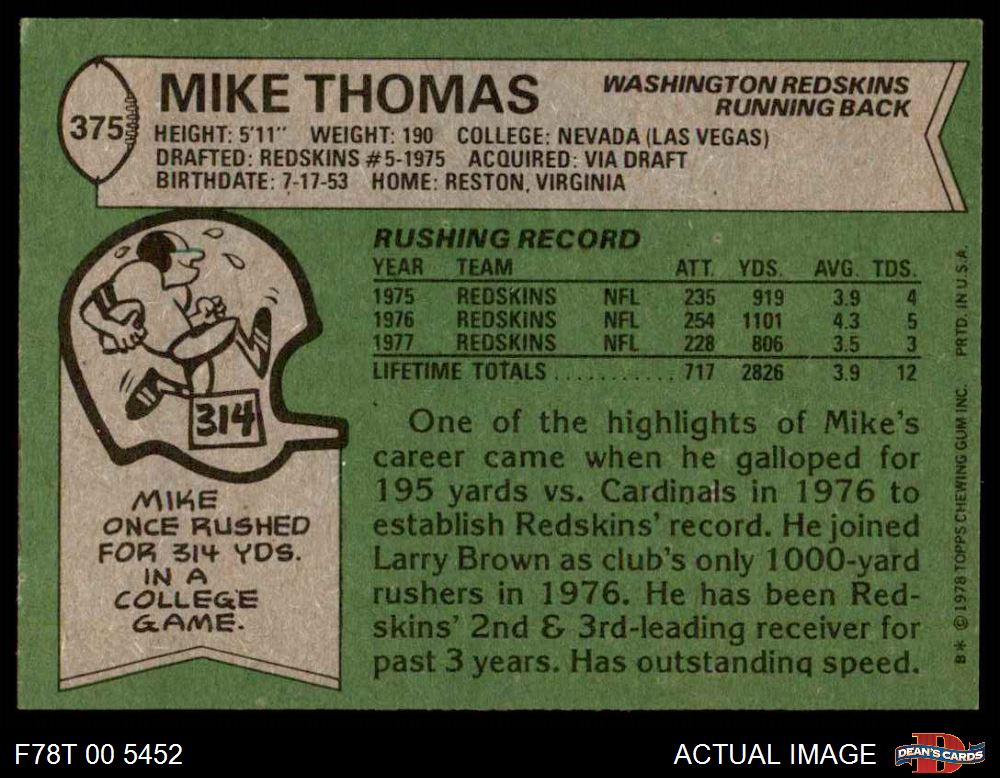 375
MIKE THOMAS
WASHINGTON REDSKINS
RUNNING BACK
HEIGHT: 5'11" WEIGHT: 190 COLLEGE: NEVADA (LAS VEGAS)
DRAFTED: REDSKINS #5-1975 ACQUIRED: VIA DRAFT
BIRTHDATE: 7-17-53 HOME: RESTON, VIRGINIA
314
MIKE
ONCE RUSHED
FOR 314 YDS.
IN A
COLLEGE
GAME.
RUSHING RECORD
YEAR TEAM ATT. YDS. AVG. TDS.
1975 REDSKINS NFL 235 919 3.9 4
1976 REDSKINS NFL 254 1101 4.3 5
1977 REDSKINS NFL 228 806 3.5 3
LIFETIME TOTALS ........... 717 2826 3.9 12
One of the highlights of Mike's
career came when he galloped for
195 yards vs. Cardinals in 1976 to
establish Redskins' record. He joined
Larry Brown as club's only 1000-yard
rushers in 1976. He has been Red-
skins' 2nd & 3rd-leading receiver for
past 3 years. Has outstanding speed.
B* © 1978 TOPPS CHEWING GUM INC. PRTD. IN U.S.A.
F78T 00 5452
ACTUAL IMAGE
DEAN'S CARDS